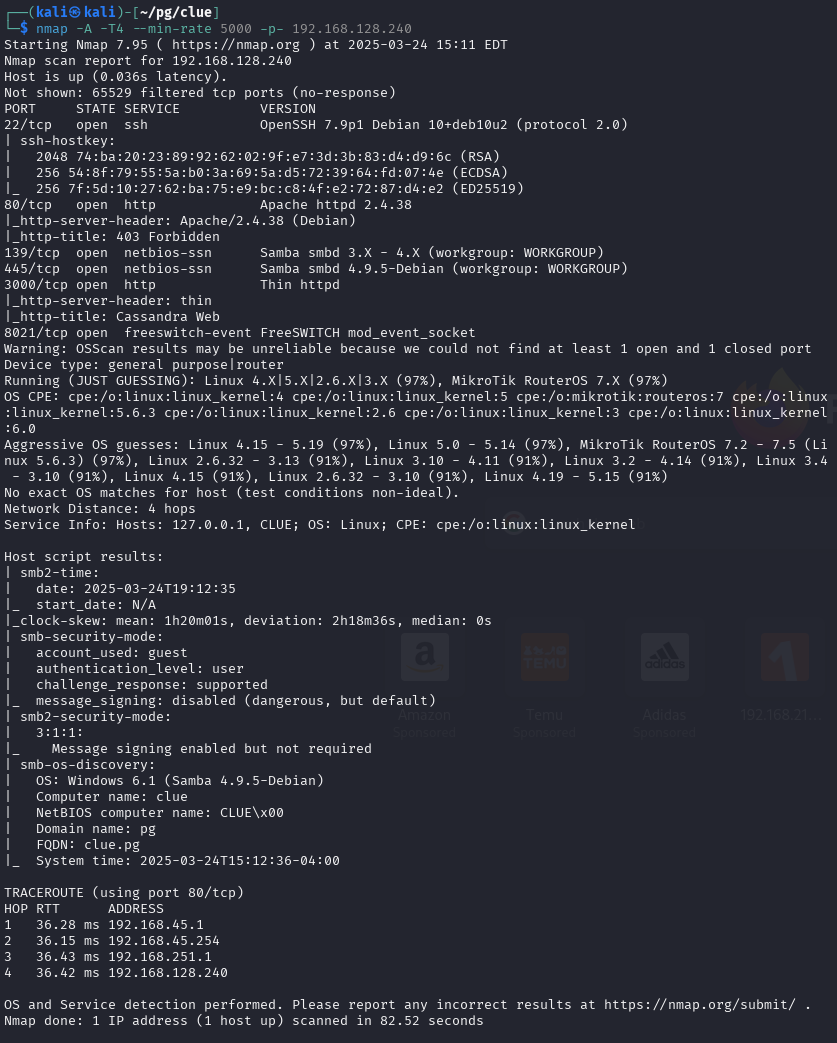 ┌──(kali㉿kali)-[~/pg/clue]
└─$ nmap -A -T4 --min-rate 5000 -p- 192.168.128.240
Starting Nmap 7.95 ( https://nmap.org ) at 2025-03-24 15:11 EDT
Nmap scan report for 192.168.128.240
Host is up (0.036s latency).
Not shown: 65529 filtered tcp ports (no-response)
PORT     STATE SERVICE          VERSION
22/tcp   open  ssh              OpenSSH 7.9p1 Debian 10+deb10u2 (protocol 2.0)
| ssh-hostkey:
|   2048 74:ba:20:23:89:92:62:02:9f:e7:3d:3b:83:d4:d9:6c (RSA)
|   256 54:8f:79:55:5a:b0:3a:69:5a:d5:72:39:64:fd:07:4e (ECDSA)
|_  256 7f:5d:10:27:62:ba:75:e9:bc:c8:4f:e2:72:87:d4:e2 (ED25519)
80/tcp   open  http             Apache httpd 2.4.38
|_http-server-header: Apache/2.4.38 (Debian)
|_http-title: 403 Forbidden
139/tcp  open  netbios-ssn      Samba smbd 3.X - 4.X (workgroup: WORKGROUP)
445/tcp  open  netbios-ssn      Samba smbd 4.9.5-Debian (workgroup: WORKGROUP)
3000/tcp open  http             Thin httpd
|_http-server-header: thin
|_http-title: Cassandra Web
8021/tcp open  freeswitch-event FreeSWITCH mod_event_socket
Warning: OSScan results may be unreliable because we could not find at least 1 open and 1 closed port
Device type: general purpose|router
Running (JUST GUESSING): Linux 4.X|5.X|2.6.X|3.X (97%), MikroTik RouterOS 7.X (97%)
OS CPE: cpe:/o:linux:linux_kernel:4 cpe:/o:linux:linux_kernel:5 cpe:/o:mikrotik:routeros:7 cpe:/o:linux
:linux_kernel:5.6.3 cpe:/o:linux:linux_kernel:2.6 cpe:/o:linux:linux_kernel:3 cpe:/o:linux:linux_kernel
:6.0
Aggressive OS guesses: Linux 4.15 - 5.19 (97%), Linux 5.0 - 5.14 (97%), MikroTik RouterOS 7.2 - 7.5 (Li
nux 5.6.3) (97%), Linux 2.6.32 - 3.13 (91%), Linux 3.10 - 4.11 (91%), Linux 3.2 - 4.14 (91%), Linux 3.4
 - 3.10 (91%), Linux 4.15 (91%), Linux 2.6.32 - 3.10 (91%), Linux 4.19 - 5.15 (91%)
No exact OS matches for host (test conditions non-ideal).
Network Distance: 4 hops
Service Info: Hosts: 127.0.0.1, CLUE; OS: Linux; CPE: cpe:/o:linux:linux_kernel

Host script results:
| smb2-time:
|   date: 2025-03-24T19:12:35
|_  start_date: N/A
|_clock-skew: mean: 1h20m01s, deviation: 2h18m36s, median: 0s
| smb-security-mode:
|   account_used: guest
|   authentication_level: user
|   challenge_response: supported
|_  message_signing: disabled (dangerous, but default)
| smb2-security-mode:
|   3:1:1:
|_    Message signing enabled but not required
| smb-os-discovery:
|   OS: Windows 6.1 (Samba 4.9.5-Debian)
|   Computer name: clue
|   NetBIOS computer name: CLUE\x00
|   Domain name: pg
|   FQDN: clue.pg
|_  System time: 2025-03-24T15:12:36-04:00

TRACEROUTE (using port 80/tcp)
HOP RTT      ADDRESS
1   36.28 ms 192.168.45.1
2   36.15 ms 192.168.45.254
3   36.43 ms 192.168.251.1
4   36.42 ms 192.168.128.240

OS and Service detection performed. Please report any incorrect results at https://nmap.org/submit/ .
Nmap done: 1 IP address (1 host up) scanned in 82.52 seconds
a
TEMU
adidas
1
Amazon
Temu
Adidas
192.168.21...
Sponsored
Sponsored
Sponsored